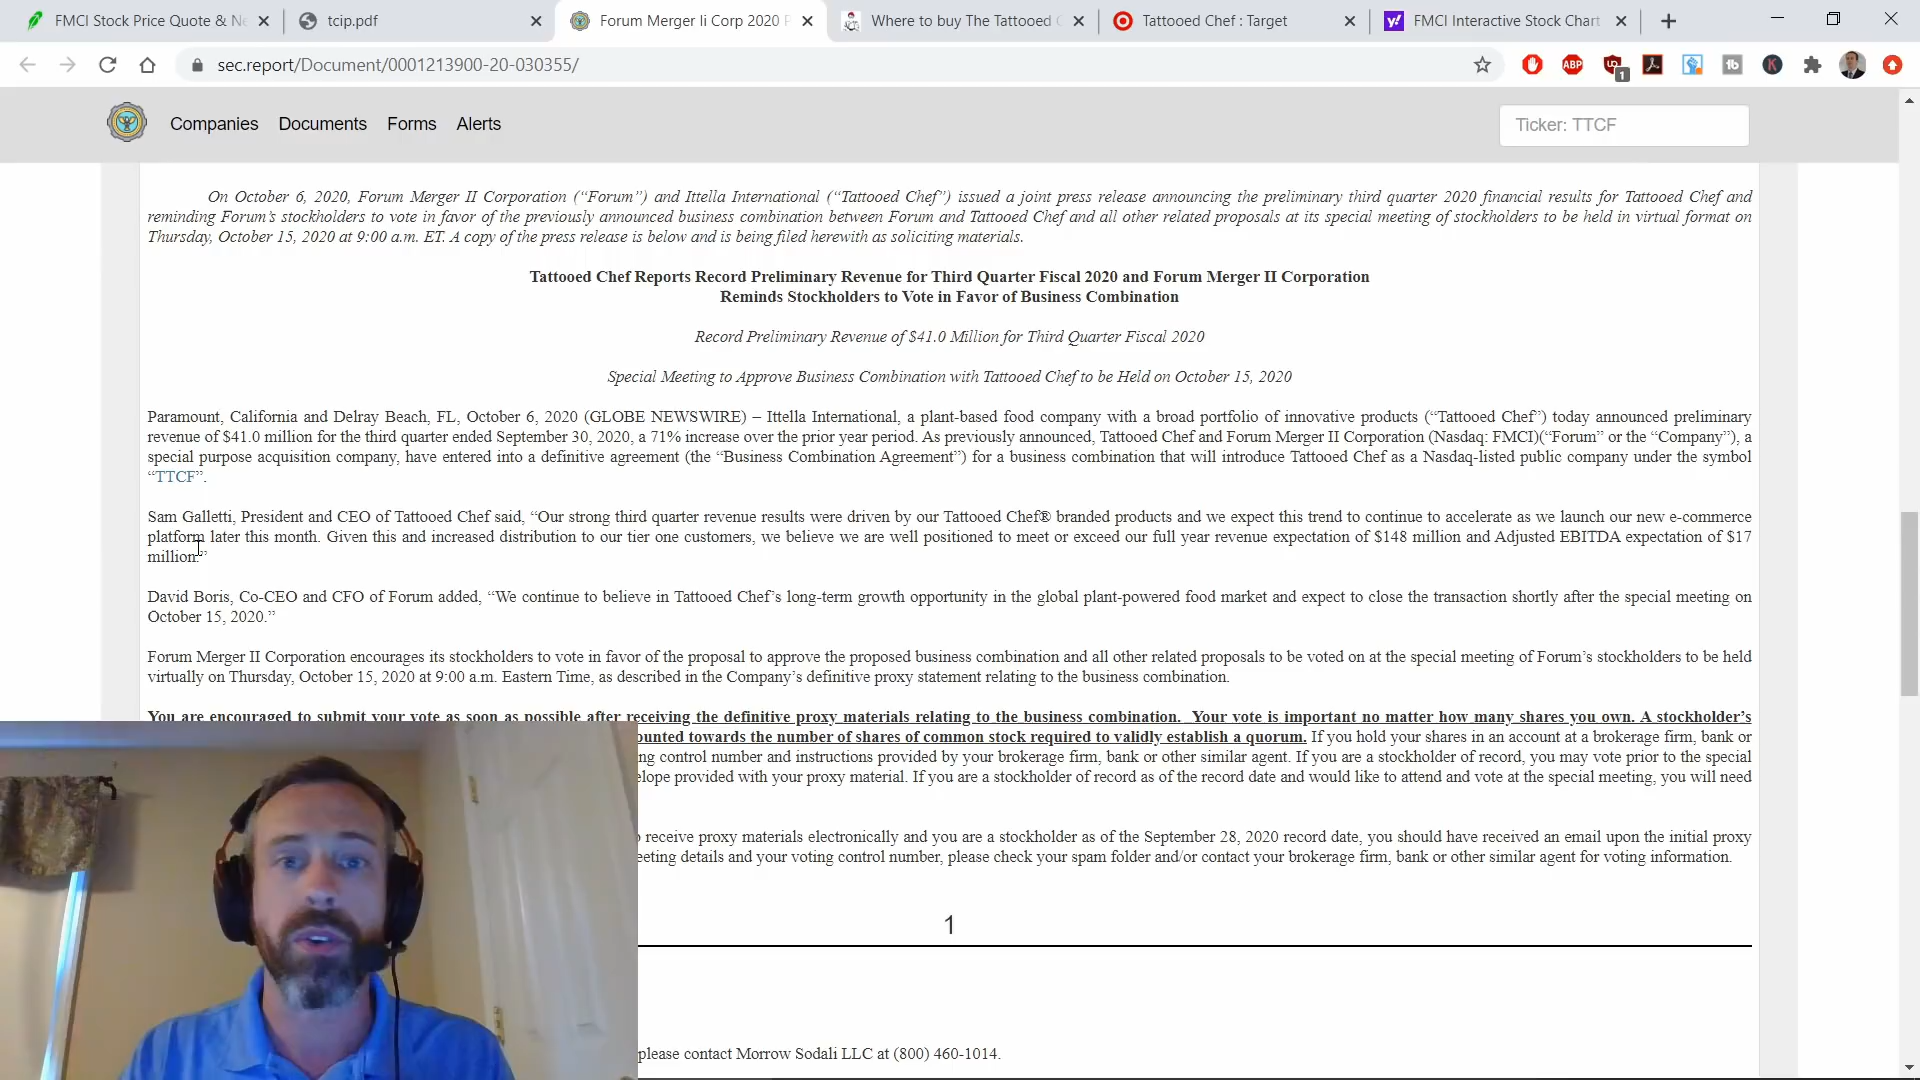 FMCI Stock Price Quote & Ne
tcip.pdf
Forum Merger Ii Corp 2020 P
Where to buy The Tattooed C
Tattooed Chef : Target
FMCI Interactive Stock Chart
sec.report/Document/0001213900-20-030355/
ABP
1
tb
K
Companies Documents Forms Alerts
Ticker: TTCF
On October 6, 2020, Forum Merger II Corporation (“Forum”) and Ittella International (“Tattooed Chef”) issued a joint press release announcing the preliminary third quarter 2020 financial results for Tattooed Chef and
reminding Forum’s stockholders to vote in favor of the previously announced business combination between Forum and Tattooed Chef and all other related proposals at its special meeting of stockholders to be held in virtual format on
Thursday, October 15, 2020 at 9:00 a.m. ET. A copy of the press release is below and is being filed herewith as soliciting materials.
Tattooed Chef Reports Record Preliminary Revenue for Third Quarter Fiscal 2020 and Forum Merger II Corporation
Reminds Stockholders to Vote in Favor of Business Combination
Record Preliminary Revenue of $41.0 Million for Third Quarter Fiscal 2020
Special Meeting to Approve Business Combination with Tattooed Chef to be Held on October 15, 2020
Paramount, California and Delray Beach, FL, October 6, 2020 (GLOBE NEWSWIRE) – Ittella International, a plant-based food company with a broad portfolio of innovative products (“Tattooed Chef”) today announced preliminary
revenue of $41.0 million for the third quarter ended September 30, 2020, a 71% increase over the prior year period. As previously announced, Tattooed Chef and Forum Merger II Corporation (Nasdaq: FMCI)(“Forum” or the “Company”), a
special purpose acquisition company, have entered into a definitive agreement (the “Business Combination Agreement”) for a business combination that will introduce Tattooed Chef as a Nasdaq-listed public company under the symbol
“TTCF”.
Sam Galletti, President and CEO of Tattooed Chef said, “Our strong third quarter revenue results were driven by our Tattooed Chef® branded products and we expect this trend to continue to accelerate as we launch our new e-commerce
platform later this month. Given this and increased distribution to our tier one customers, we believe we are well positioned to meet or exceed our full year revenue expectation of $148 million and Adjusted EBITDA expectation of $17
million.”
David Boris, Co-CEO and CFO of Forum added, “We continue to believe in Tattooed Chef’s long-term growth opportunity in the global plant-powered food market and expect to close the transaction shortly after the special meeting on
October 15, 2020.”
Forum Merger II Corporation encourages its stockholders to vote in favor of the proposal to approve the proposed business combination and all other related proposals to be voted on at the special meeting of Forum’s stockholders to be held
virtually on Thursday, October 15, 2020 at 9:00 a.m. Eastern Time, as described in the Company’s definitive proxy statement relating to the business combination.
You are encouraged to submit your vote as soon as possible after receiving the definitive proxy materials relating to the business combination. Your vote is important no matter how many shares you own. A stockholder’s
ounted towards the number of shares of common stock required to validly establish a quorum. If you hold your shares in an account at a brokerage firm, bank or
ng control number and instructions provided by your brokerage firm, bank or other similar agent. If you are a stockholder of record, you may vote prior to the special
elope provided with your proxy material. If you are a stockholder of record as of the record date and would like to attend and vote at the special meeting, you will need
receive proxy materials electronically and you are a stockholder as of the September 28, 2020 record date, you should have received an email upon the initial proxy
eeting details and your voting control number, please check your spam folder and/or contact your brokerage firm, bank or other similar agent for voting information.
1
please contact Morrow Sodali LLC at (800) 460-1014.